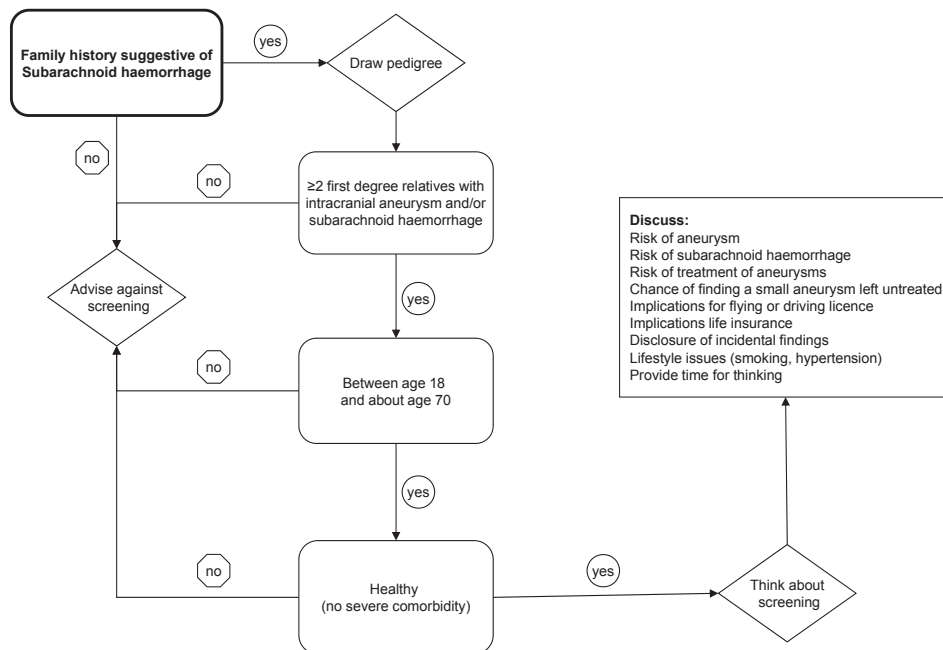 Family history suggestive of
Subarachnoid haemorrhage
yes
Draw pedigree
no
no
≥2 first degree relatives with
intracranial aneurysm and/or
subarachnoid haemorrhage
Advise against
screening
yes
no
Between age 18
and about age 70
yes
no
Healthy
(no severe comorbidity)
yes
Think about
screening
Discuss:
Risk of aneurysm
Risk of subarachnoid haemorrhage
Risk of treatment of aneurysms
Chance of finding a small aneurysm left untreated
Implications for flying or driving licence
Implications life insurance
Disclosure of incidental findings
Lifestyle issues (smoking, hypertension)
Provide time for thinking